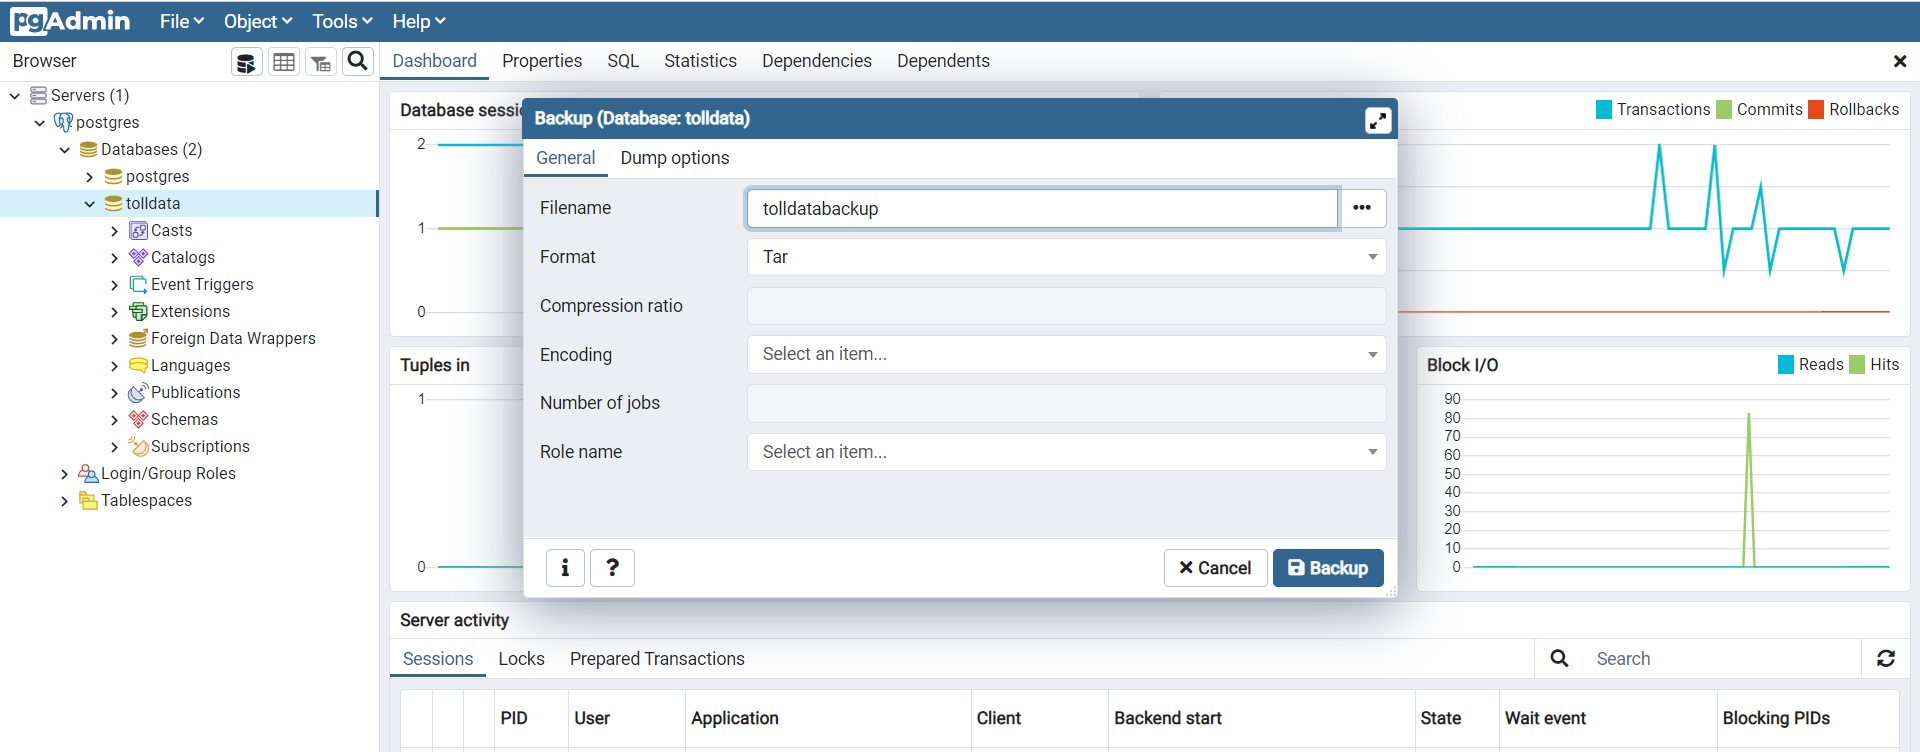 pgAdmin File Object Tools Help
Browser
Dashboard Properties SQL Statistics Dependencies Dependents
Servers (1)
postgres
Databases (2)
postgres
tolldata
Casts
Catalogs
Event Triggers
Extensions
Foreign Data Wrappers
Languages
Publications
Schemas
Subscriptions
Login/Group Roles
Tablespaces
Database sessi
2
1
0
Transactions Commits Rollbacks
Backup (Database: tolldata)
General Dump options
Filename tolldatabackup •••
Format Tar
Compression ratio
Encoding Select an item...
Number of jobs
Role name Select an item...
i ? Cancel Backup
Tuples in
1
0
Block I/O Reads Hits
90
80
70
60
50
40
30
20
10
0
Server activity
Sessions Locks Prepared Transactions Search
PID User Application Client Backend start State Wait event Blocking PIDs